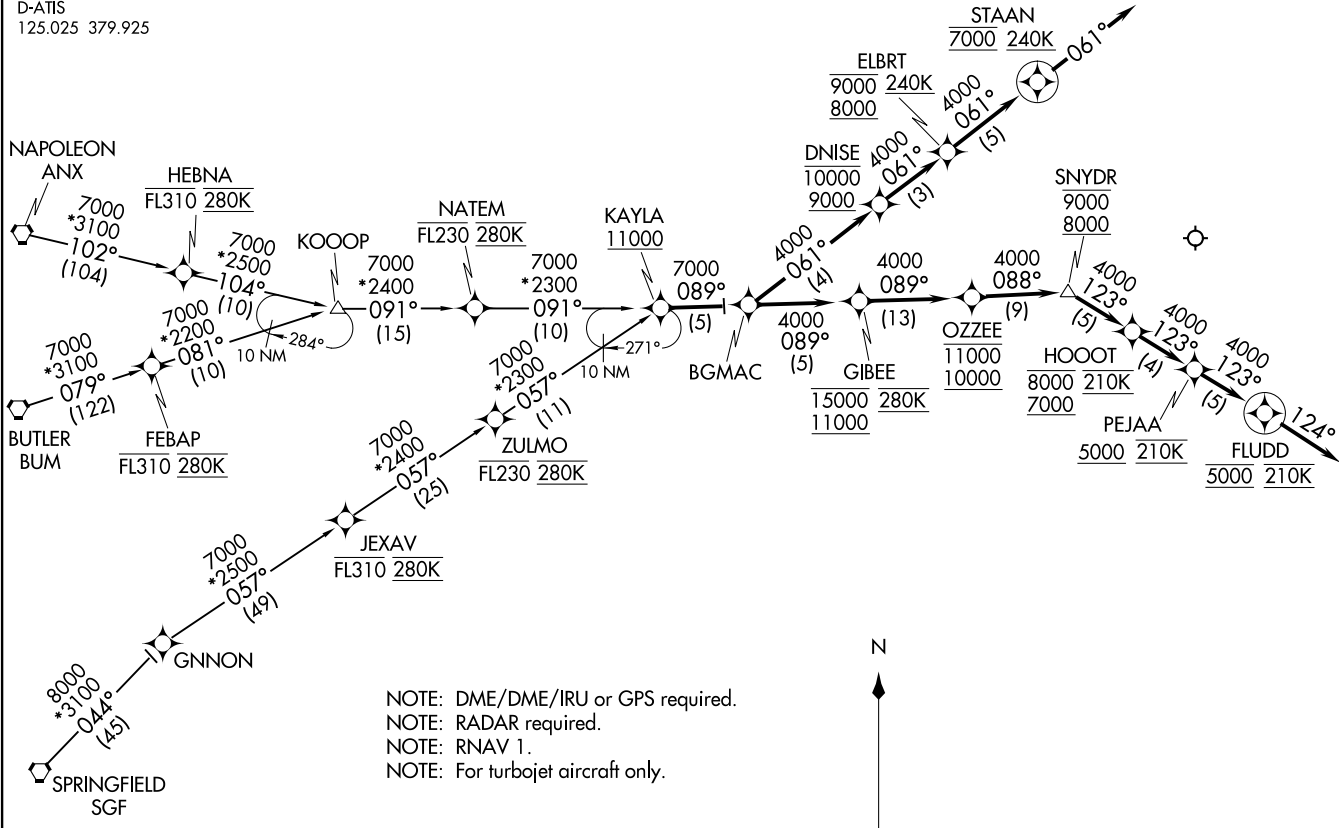 D-ATIS
125.025 379.925
STAAN
7000 240K
061°
ELBRT
9000 240K
8000
4000
061°
(5)
DNISE
10000
9000
4000
061°
(3)
4000
061°
(4)
NAPOLEON
ANX
7000
*3100
102°
(104)
HEBNA
FL310 280K
7000
*2500
104°
(10)
KOOOP
7000
*2400
091°
(15)
NATEM
FL230 280K
7000
*2300
091°
(10)
KAYLA
11000
7000
089°
(5)
BGMAC
4000
089°
(5)
GIBEE
15000 280K
11000
4000
089°
(13)
OZZEE
11000
10000
4000
088°
(9)
SNYDR
9000
8000
4000
123°
(5)
HOOOT
8000 210K
7000
4000
123°
(4)
PEJAA
5000 210K
4000
123°
(5)
FLUDD
5000 210K
124°
BUTLER
BUM
7000
*3100
079°
(122)
FEBAP
FL310 280K
7000
*2200
081°
(10)
10 NM
284°
10 NM
271°
ZULMO
FL230 280K
7000
*2300
057°
(11)
7000
*2400
057°
(25)
JEXAV
FL310 280K
7000
*2500
057°
(49)
GNNON
8000
*3100
044°
(45)
SPRINGFIELD
SGF
NOTE: DME/DME/IRU or GPS required.
NOTE: RADAR required.
NOTE: RNAV 1.
NOTE: For turbojet aircraft only.
N